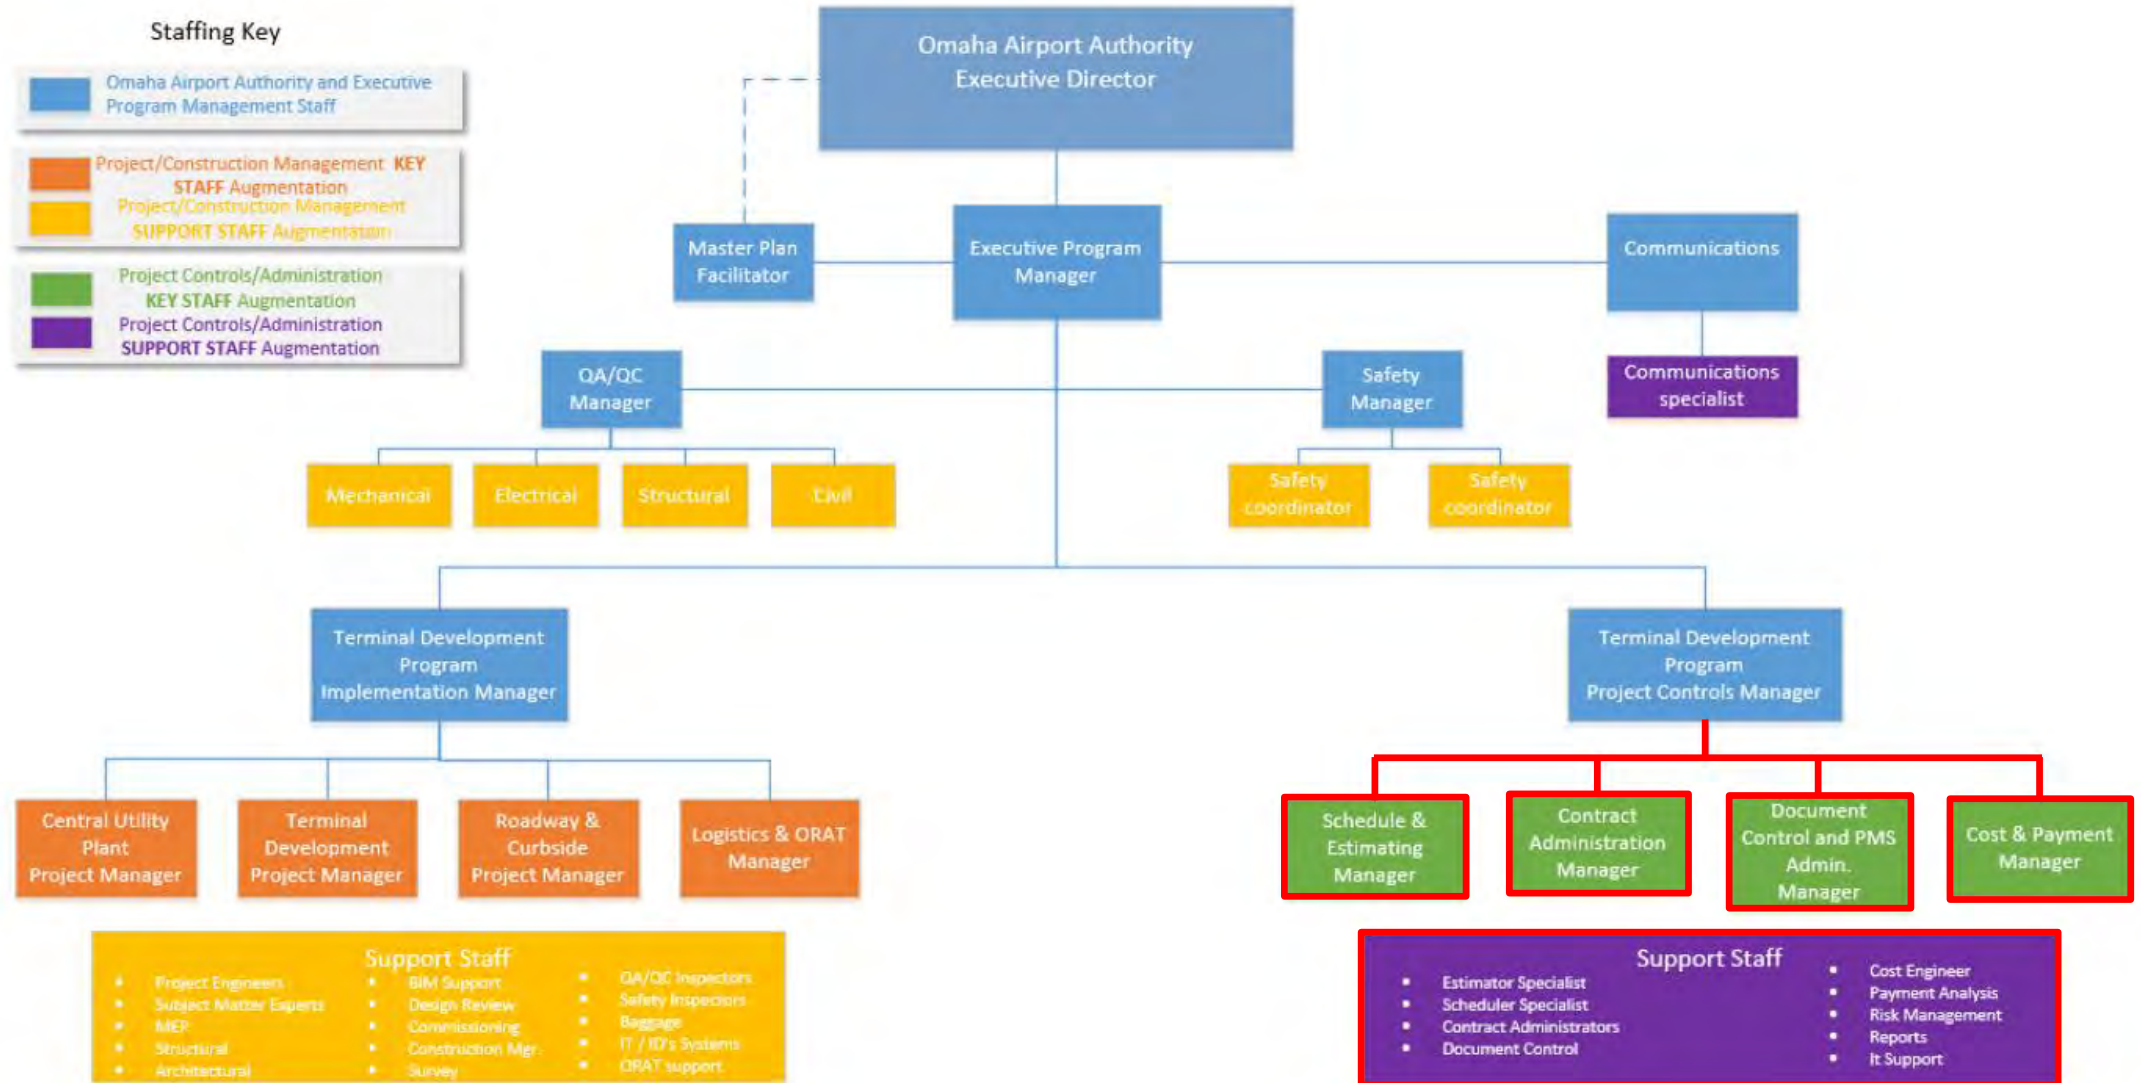 Staffing Key
Omaha Airport Authority and Executive
Program Management Staff
Project/Construction Management KEY
STAFF Augmentation
Project/Construction Management
SUPPORT STAFF Augmentation
Project Controls/Administration
KEY STAFF Augmentation
Project Controls/Administration
SUPPORT STAFF Augmentation
Omaha Airport Authority
Executive Director
Master Plan
Facilitator
Executive Program
Manager
Communications
Communications
specialist
QA/QC
Manager
Safety
Manager
Mechanical
Electrical
Structural
Civil
Safety
coordinator
Safety
coordinator
Terminal Development
Program
Implementation Manager
Terminal Development
Program
Project Controls Manager
Central Utility
Plant
Project Manager
Terminal
Development
Project Manager
Roadway &
Curbside
Project Manager
Logistics & ORAT
Manager
Schedule &
Estimating
Manager
Contract
Administration
Manager
Document
Control and PMS
Admin.
Manager
Cost & Payment
Manager
Support Staff
• Project Engineers
• Subject Matter Experts
• MEP
• Structural
• Architectural
• BIM Support
• Design Review
• Commissioning
• Construction Mgr.
• Survey
• QA/QC Inspectors
• Safety Inspectors
• Baggage
• IT / ID's Systems
• ORAT support
Support Staff
• Estimator Specialist
• Scheduler Specialist
• Contract Administrators
• Document Control
• Cost Engineer
• Payment Analysis
• Risk Management
• Reports
• It Support